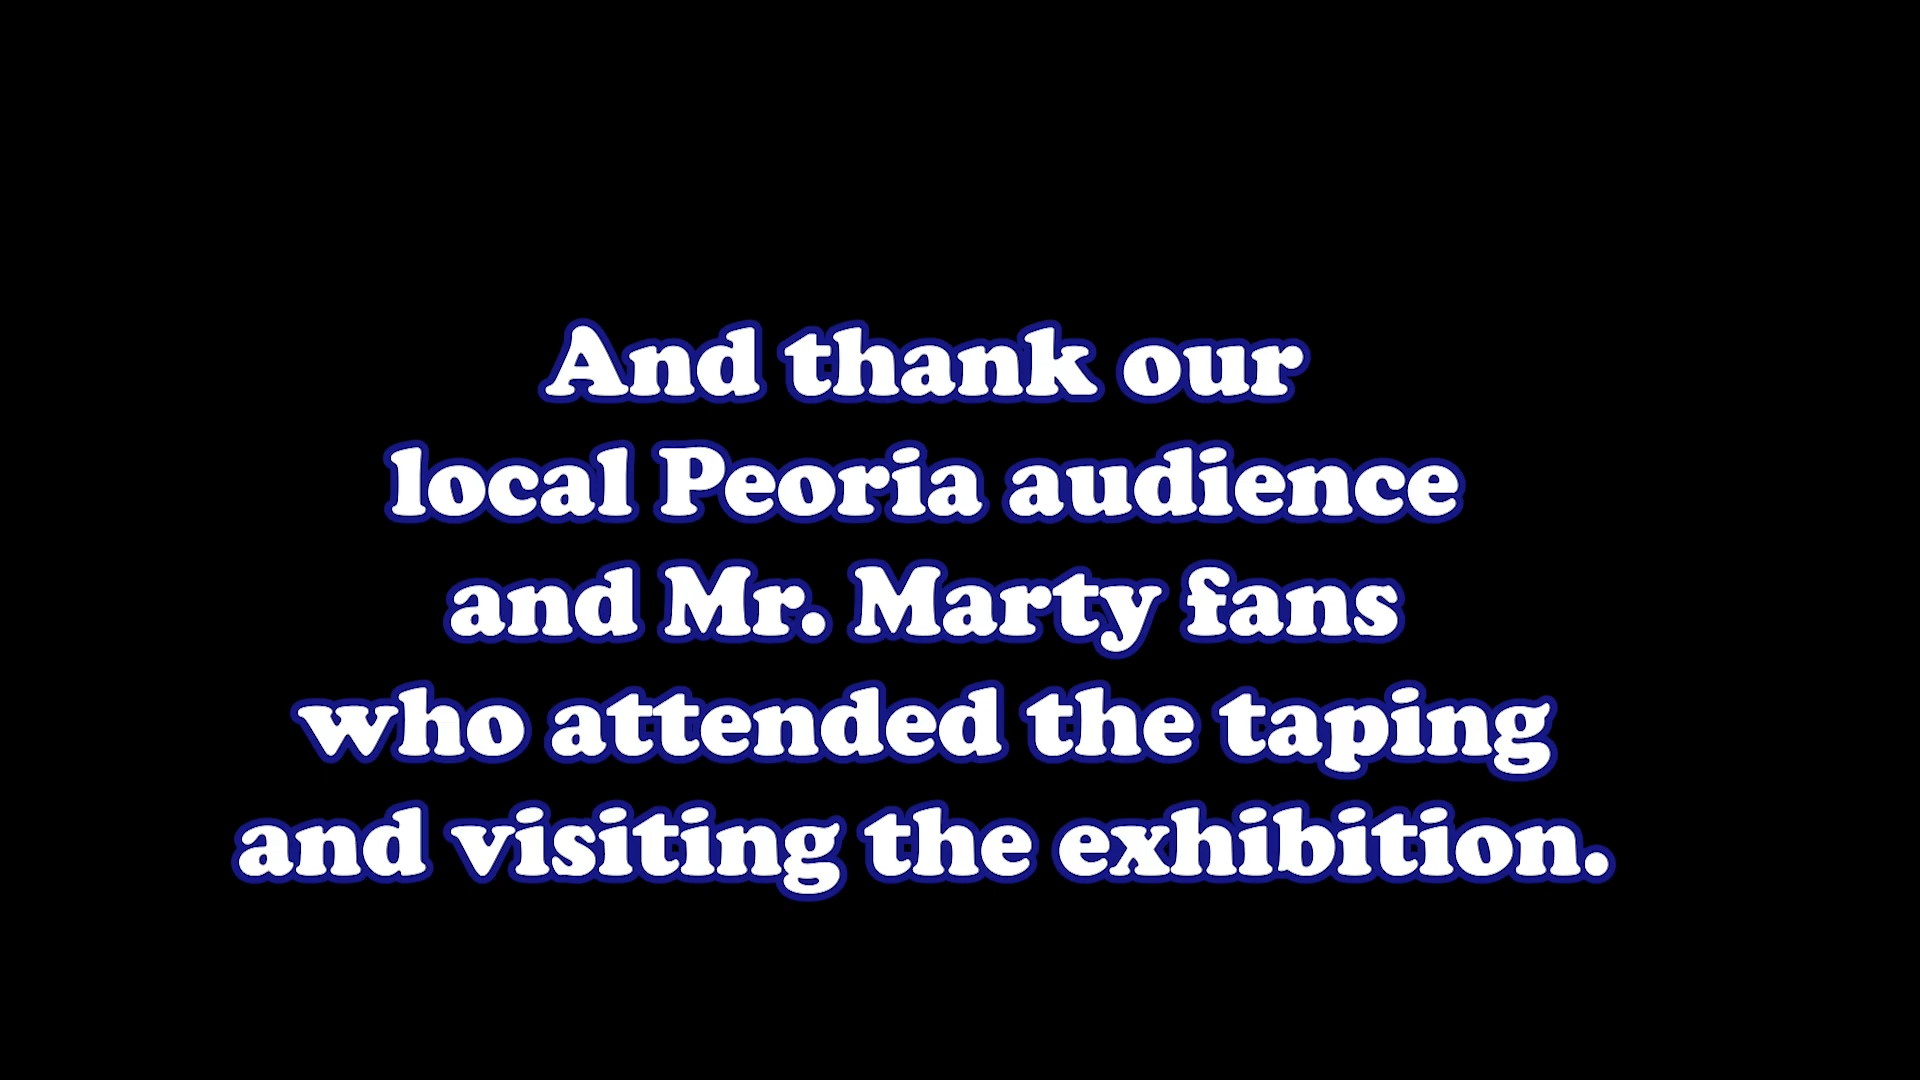 And thank our
local Peoria audience
and Mr. Marty fans
who attended the taping
and visiting the exhibition.